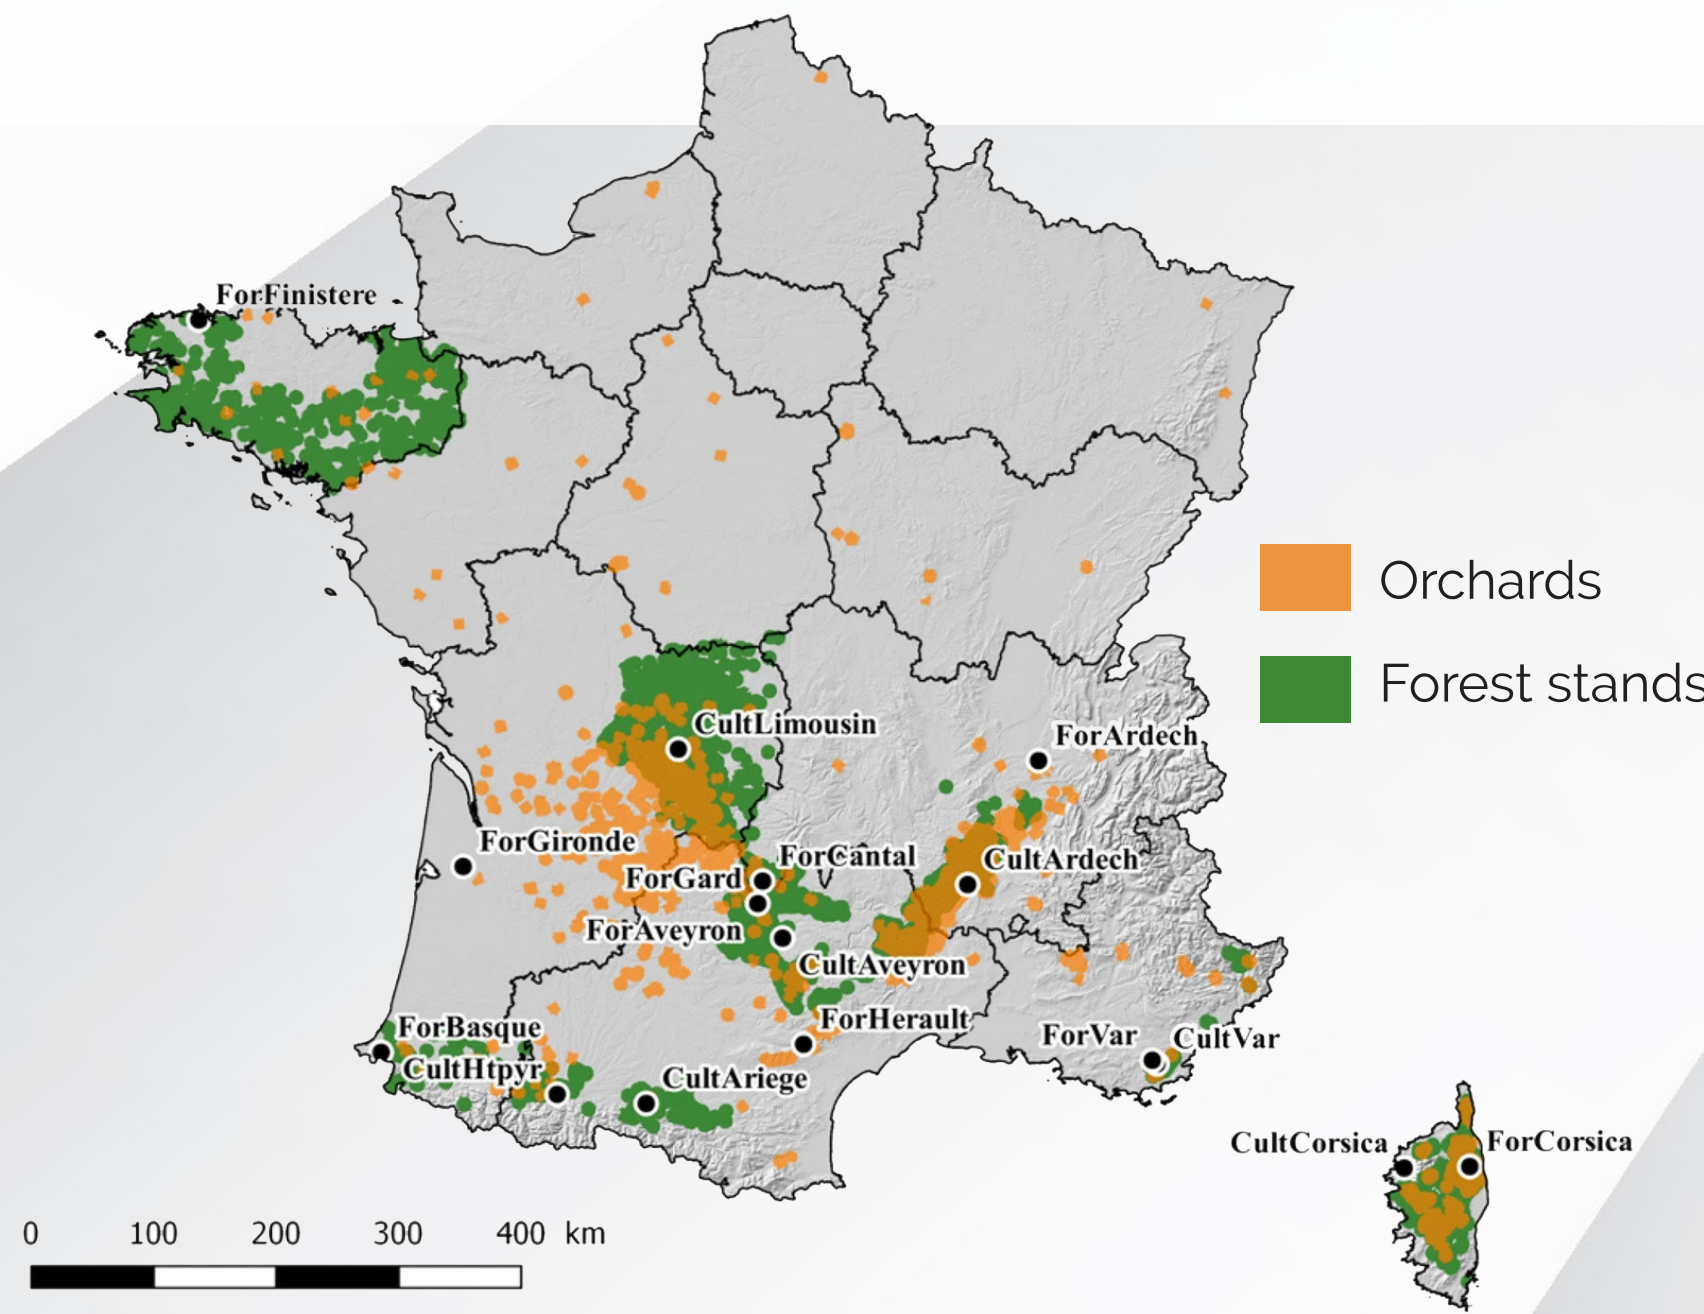 ForFinistere
Orchards
Forest stands
CultLimousin
ForArdech
ForGironde
ForCantal
CultArdech
ForGard
ForAveyron
CultAveyron
ForHerault
ForBasque
ForVar
CultVar
CultHtpyr
CultAriege
CultCorsica
ForCorsica
0 100 200 300 400 km